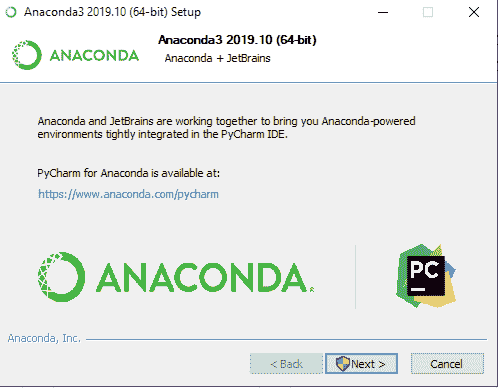 Anaconda3 2019.10 (64-bit) Setup
ANACONDA
Anaconda3 2019.10 (64-bit)
Anaconda + JetBrains
Anaconda and JetBrains are working together to bring you Anaconda-powered
environments tightly integrated in the PyCharm IDE.
PyCharm for Anaconda is available at:
https://www.anaconda.com/pycharm
ANACONDA.
PC
Anaconda, Inc.
< Back
Next >
Cancel